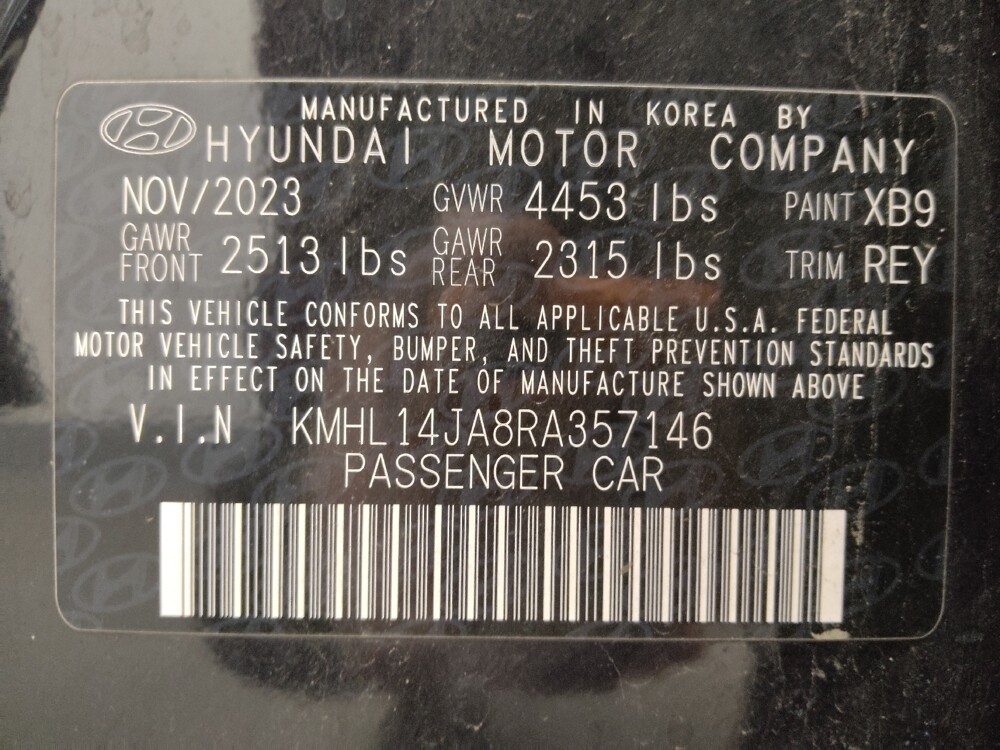 MANUFACTURED IN KOREA BY
HYUNDAI MOTOR COMPANY
NOV/2023 GVWR 4453 lbs PAINT XB9
GAWR FRONT 2513 lbs GAWR REAR 2315 lbs TRIM REY
THIS VEHICLE CONFORMS TO ALL APPLICABLE U.S.A. FEDERAL
MOTOR VEHICLE SAFETY, BUMPER, AND THEFT PREVENTION STANDARDS
IN EFFECT ON THE DATE OF MANUFACTURE SHOWN ABOVE
V.I.N KMHL14JA8RA357146
PASSENGER CAR